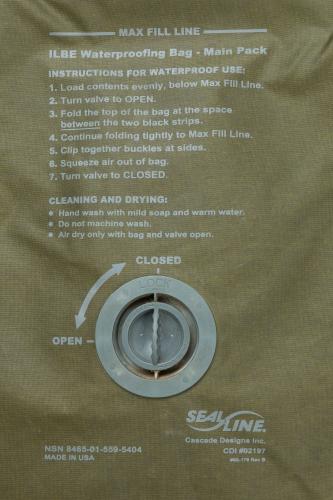 MAX FILL LINE
ILBE Waterproofing Bag - Main Pack
INSTRUCTIONS FOR WATERPROOF USE:
1. Load contents evenly, below Max Fill Line.
2. Turn valve to OPEN.
3. Fold the top of the bag at the space
between the two black strips.
4. Continue folding tightly to Max Fill Line.
5. Clip together buckles at sides.
6. Squeeze air out of bag.
7. Turn valve to CLOSED.
CLEANING AND DRYING:
• Hand wash with mild soap and warm water.
• Do not machine wash.
• Air dry only with bag and valve open.
CLOSED
LOCK
OPEN
SEAL
LINE.
Cascade Designs Inc.
CDI #02197
NSN 8465-01-559-5404
MADE IN USA